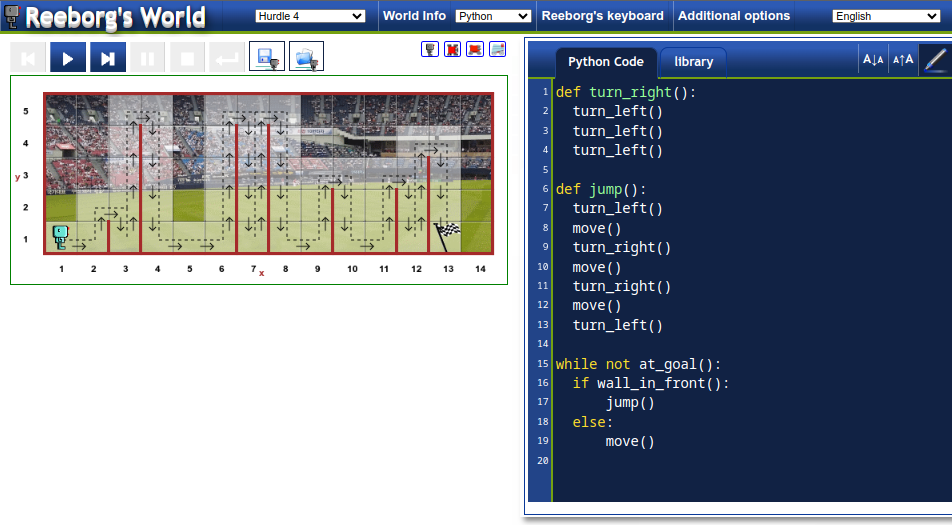 Reeborg's World
Hurdle 4
World Info
Python
Reeborg's keyboard
Additional options
English
Python Code
library
A↓A
A↑A
5
4
y 3
2
1
1 2 3 4 5 6 7 8 9 10 11 12 13 14
x
1 def turn_right():
2 turn_left()
3 turn_left()
4 turn_left()
5
6 def jump():
7 turn_left()
8 move()
9 turn_right()
10 move()
11 turn_right()
12 move()
13 turn_left()
14
15 while not at_goal():
16 if wall_in_front():
17 jump()
18 else:
19 move()
20